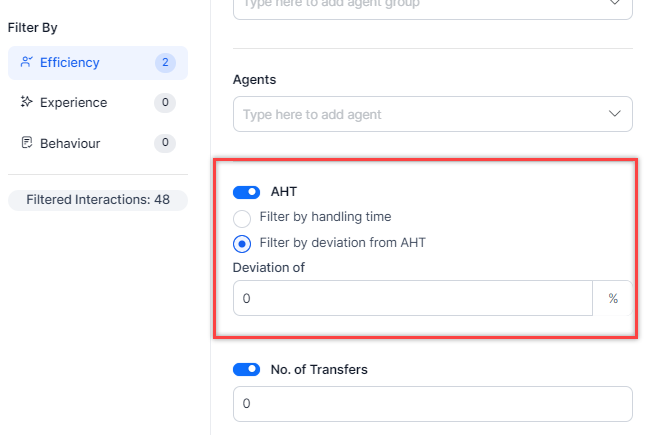 Type here to add agent group
Filter By
Efficiency 2
Experience 0
Behaviour 0
Filtered Interactions: 48
Agents
Type here to add agent
AHT
Filter by handling time
Filter by deviation from AHT
Deviation of
0 %
No. of Transfers
0